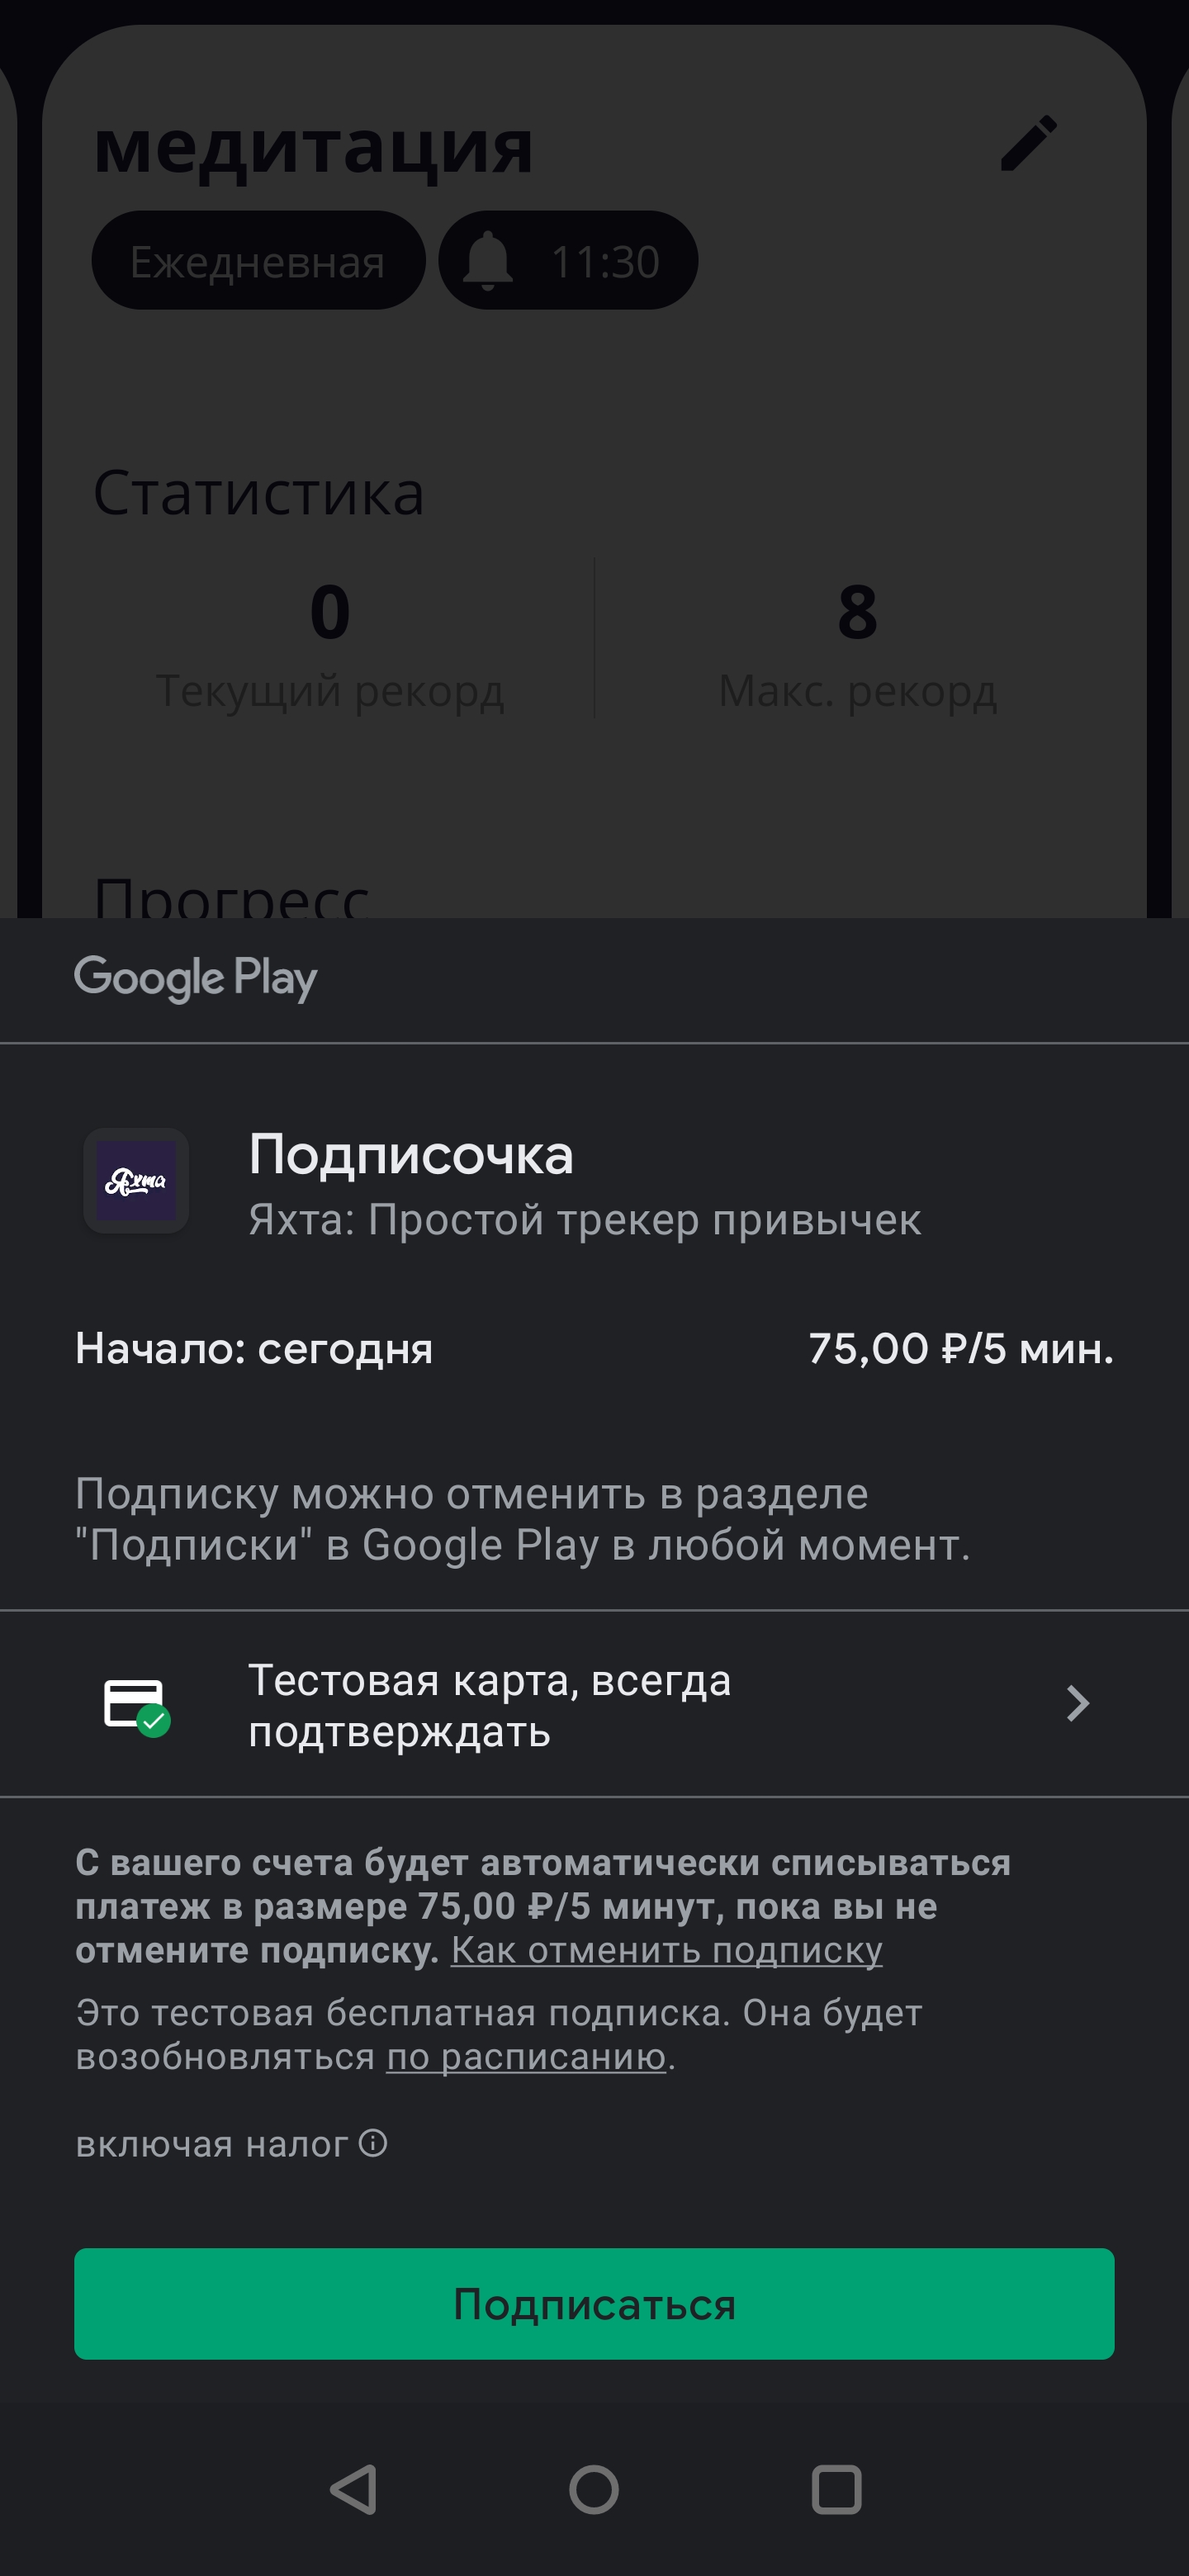 медитация
Ежедневная
11:30
Статистика
0
8
Текущий рекорд
Макс. рекорд
Прогресс
Google Play
Яхта
Подписочка
Яхта: Простой трекер привычек
Начало: сегодня
75,00 ₽/5 мин.
Подписку можно отменить в разделе
"Подписки" в Google Play в любой момент.
Тестовая карта, всегда
подтверждать
С вашего счета будет автоматически списываться
платеж в размере 75,00 ₽/5 минут, пока вы не
отмените подписку. Как отменить подписку
Это тестовая бесплатная подписка. Она будет
возобновляться по расписанию.
включая налог
Подписаться